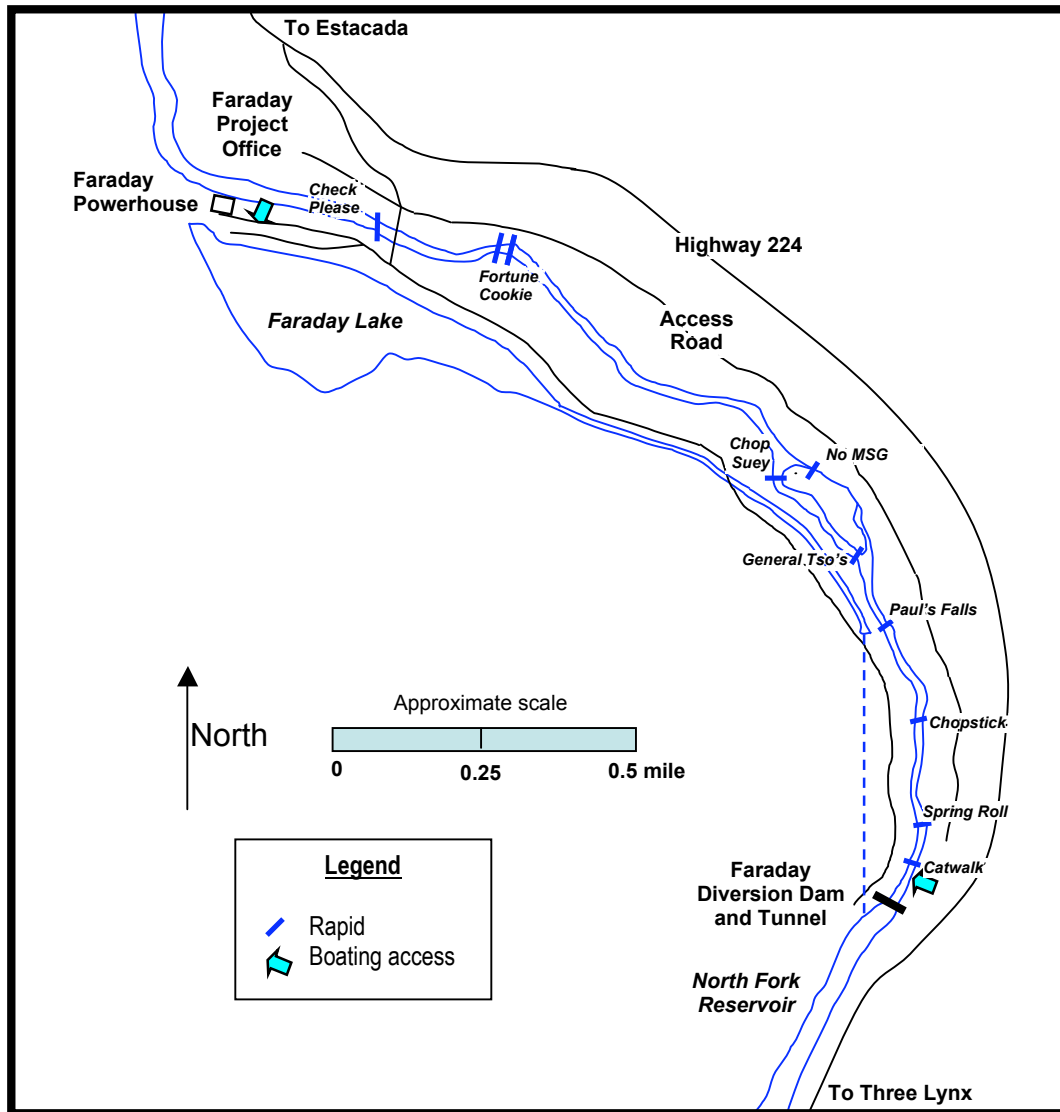 To Estacada
Faraday
Project
Office
Faraday
Powerhouse
Check
Please
Fortune
Cookie
Highway 224
Faraday Lake
Access
Road
Chop
Suey
No MSG
General Tso's
Paul's Falls
Chopstick
Spring Roll
Catwalk
North
Approximate scale
0
0.25
0.5 mile
Legend
Rapid
Boating access
Faraday
Diversion Dam
and Tunnel
North Fork
Reservoir
To Three Lynx